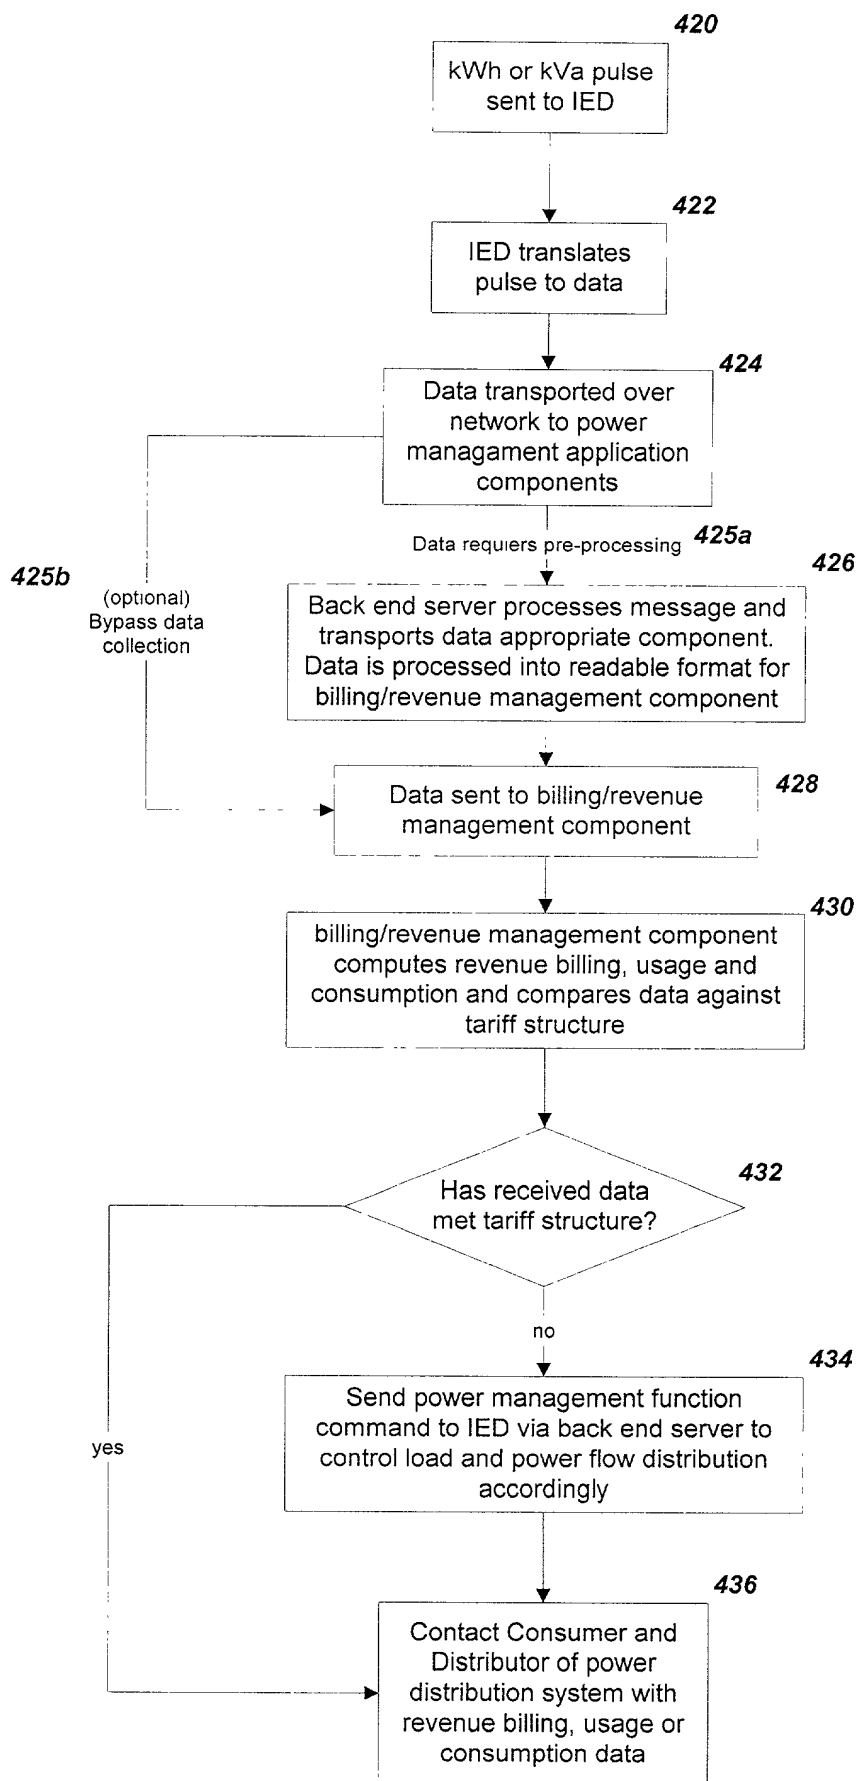 420
kWh or kVa pulse
sent to IED
422
IED translates
pulse to data
424
Data transported over
network to power
managament application
components
425a
Data requiers pre-processing
425b
(optional)
Bypass data
collection
426
Back end server processes message and
transports data appropriate component.
Data is processed into readable format for
billing/revenue management component
428
Data sent to billing/revenue
management component
430
billing/revenue management component
computes revenue billing, usage and
consumption and compares data against
tariff structure
432
Has received data
met tariff structure?
no
yes
434
Send power management function
command to IED via back end server to
control load and power flow distribution
accordingly
436
Contact Consumer and
Distributor of power
distribution system with
revenue billing, usage or
consumption data